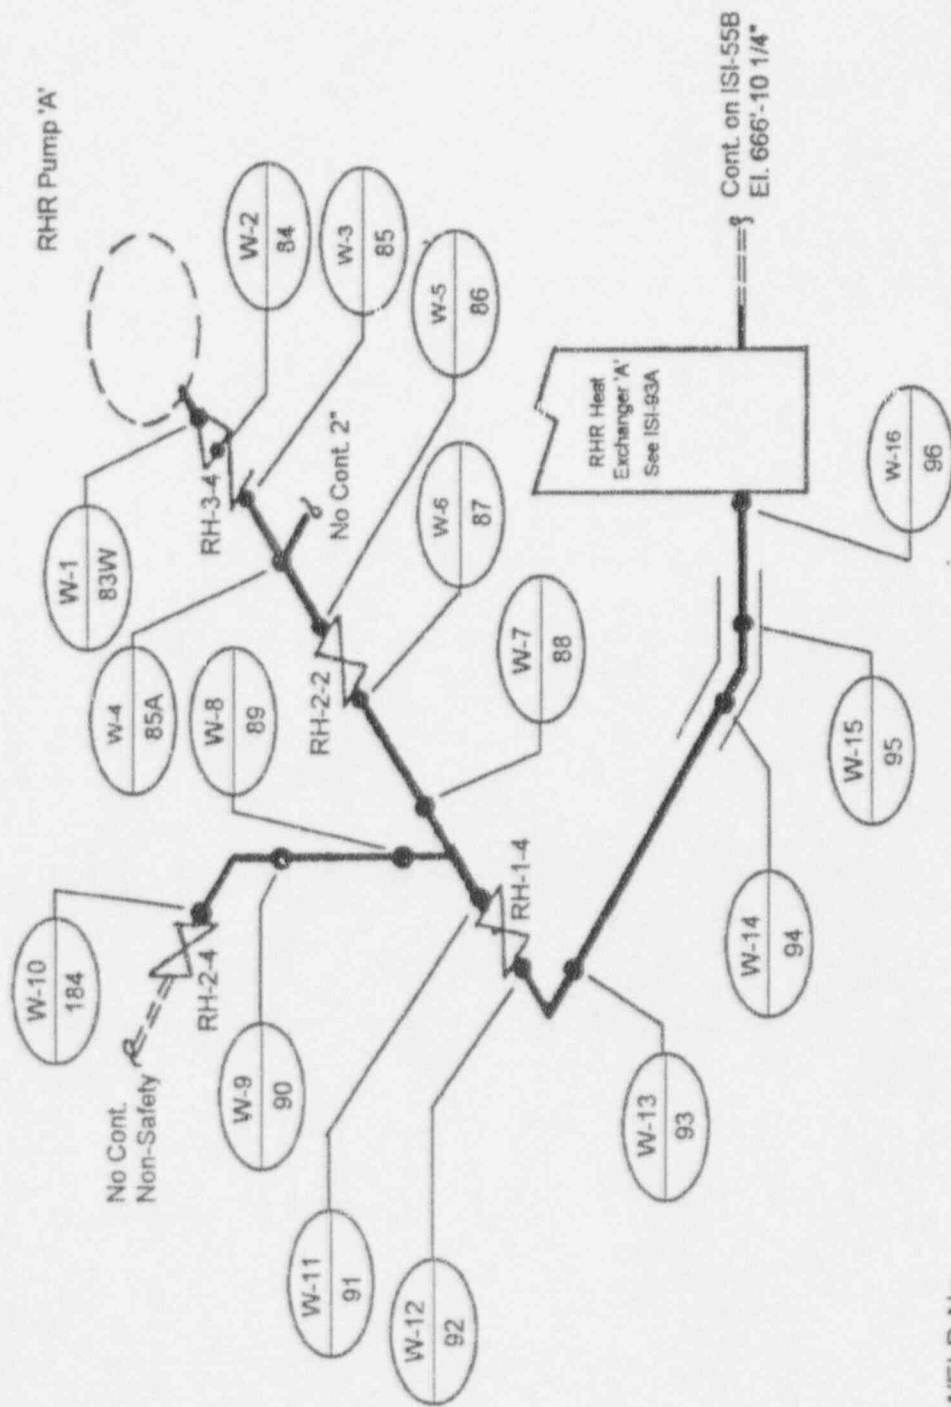 RHR Pump 'A'
W-1
83W
W-2
84
RH-3-4
W-3
85
W-4
85A
No Cont. 2"
W-5
86
RH-2-2
W-6
87
W-7
88
W-8
89
W-10
184
RH-2-4
No Cont.
Non-Safety
W-9
90
RH-1-4
W-11
91
W-12
92
W-13
93
W-14
94
W-15
95
W-16
96
RHR Heat
Exchanger 'A'
See ISI-93A
Cont. on ISI-55B
El. 666'-10 1/4"